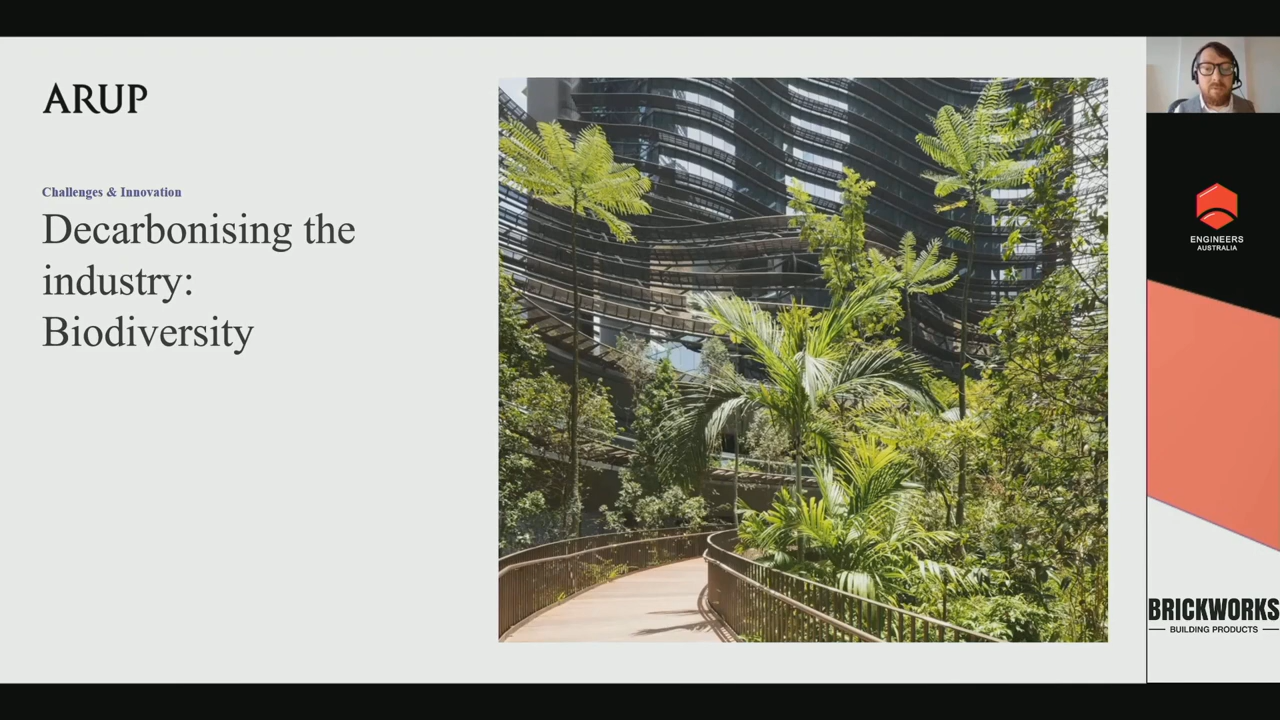 ARUP
Challenges & Innovation
Decarbonising the
industry:
Biodiversity
ENGINEERS
AUSTRALIA
BRICKWORKS
BUILDING PRODUCTS